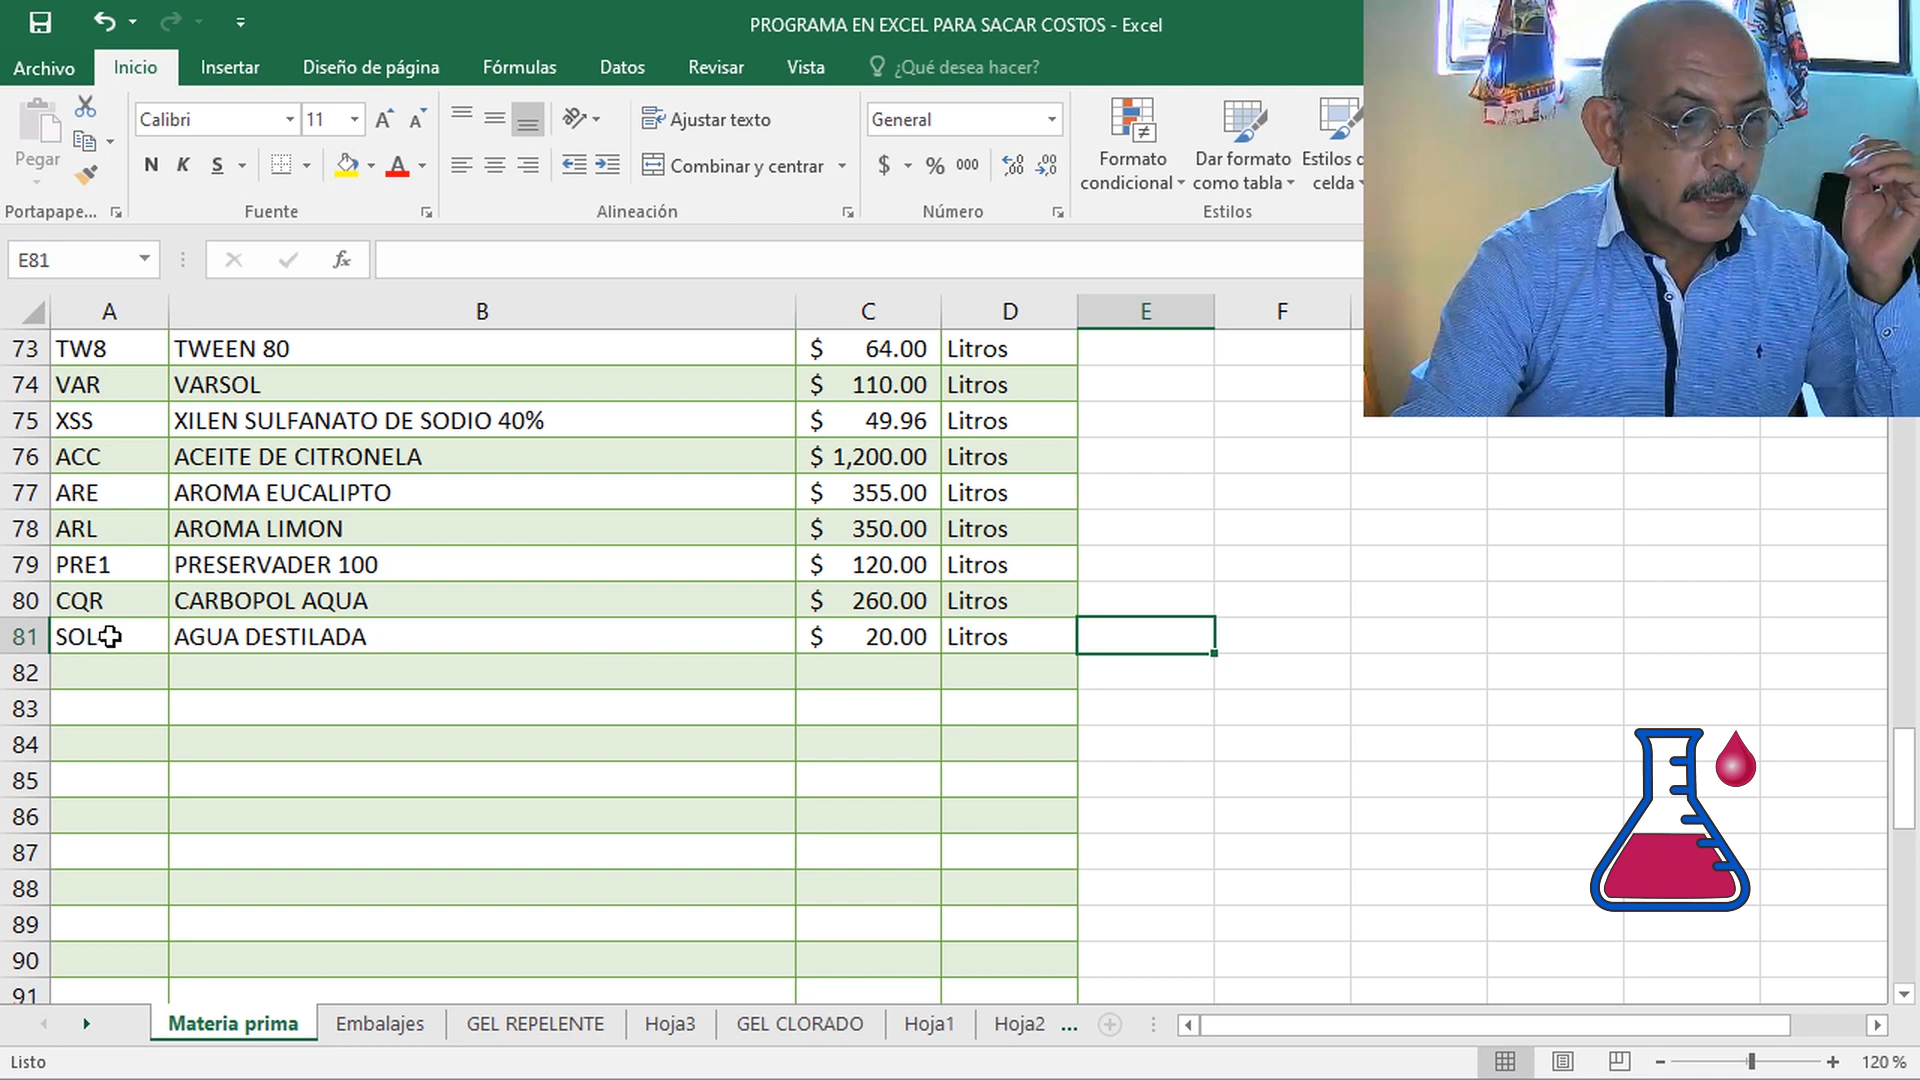 PROGRAMA EN EXCEL PARA SACAR COSTOS - Excel
Archivo Inicio Insertar Diseño de página Fórmulas Datos Revisar Vista ¿Qué desea hacer?
Pegar
Calibri 11
N K S
Ajustar texto
Combinar y centrar
General
$ % 000
Formato condicional
Dar formato como tabla
Estilos
celda
Portapape... Fuente Alineación Número Estilos
E81 fx
A B C D E F
73 TW8 TWEEN 80 $ 64.00 Litros
74 VAR VARSOL $ 110.00 Litros
75 XSS XILEN SULFANATO DE SODIO 40% $ 49.96 Litros
76 ACC ACEITE DE CITRONELA $ 1,200.00 Litros
77 ARE AROMA EUCALIPTO $ 355.00 Litros
78 ARL AROMA LIMON $ 350.00 Litros
79 PRE1 PRESERVADER 100 $ 120.00 Litros
80 CQR CARBOPOL AQUA $ 260.00 Litros
81 SOL AGUA DESTILADA $ 20.00 Litros
82
83
84
85
86
87
88
89
90
91
Materia prima Embalajes GEL REPELENTE Hoja3 GEL CLORADO Hoja1 Hoja2 ...
Listo 120 %